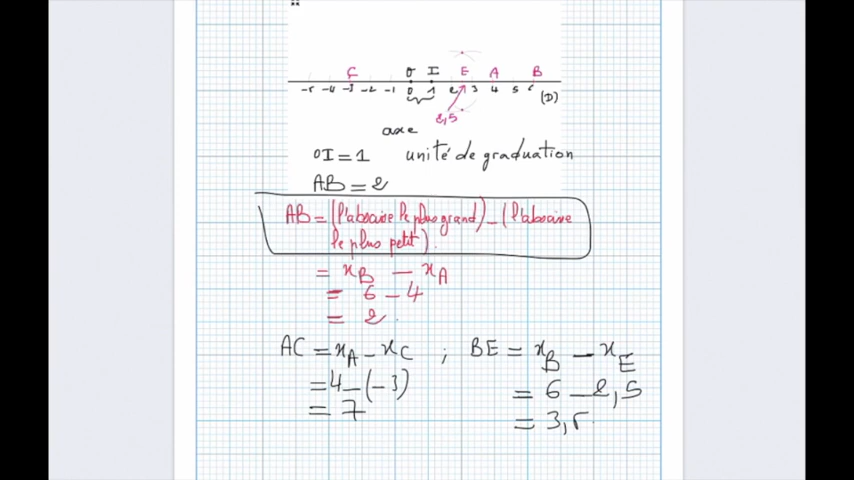 C O I E A B
-5 -4 -3 -2 -1 0 1 2 3 4 5 6 (D)
2,5
axe
OI = 1 unité de graduation
AB = 2
AB = (l'abscisse le plus grand) - (l'abscisse
le plus petit).
= xB - xA
= 6 - 4
= 2.
AC = xA - xC ; BE = xB - xE
= 4 - (-3) = 6 - 2,5
= 7 = 3,5